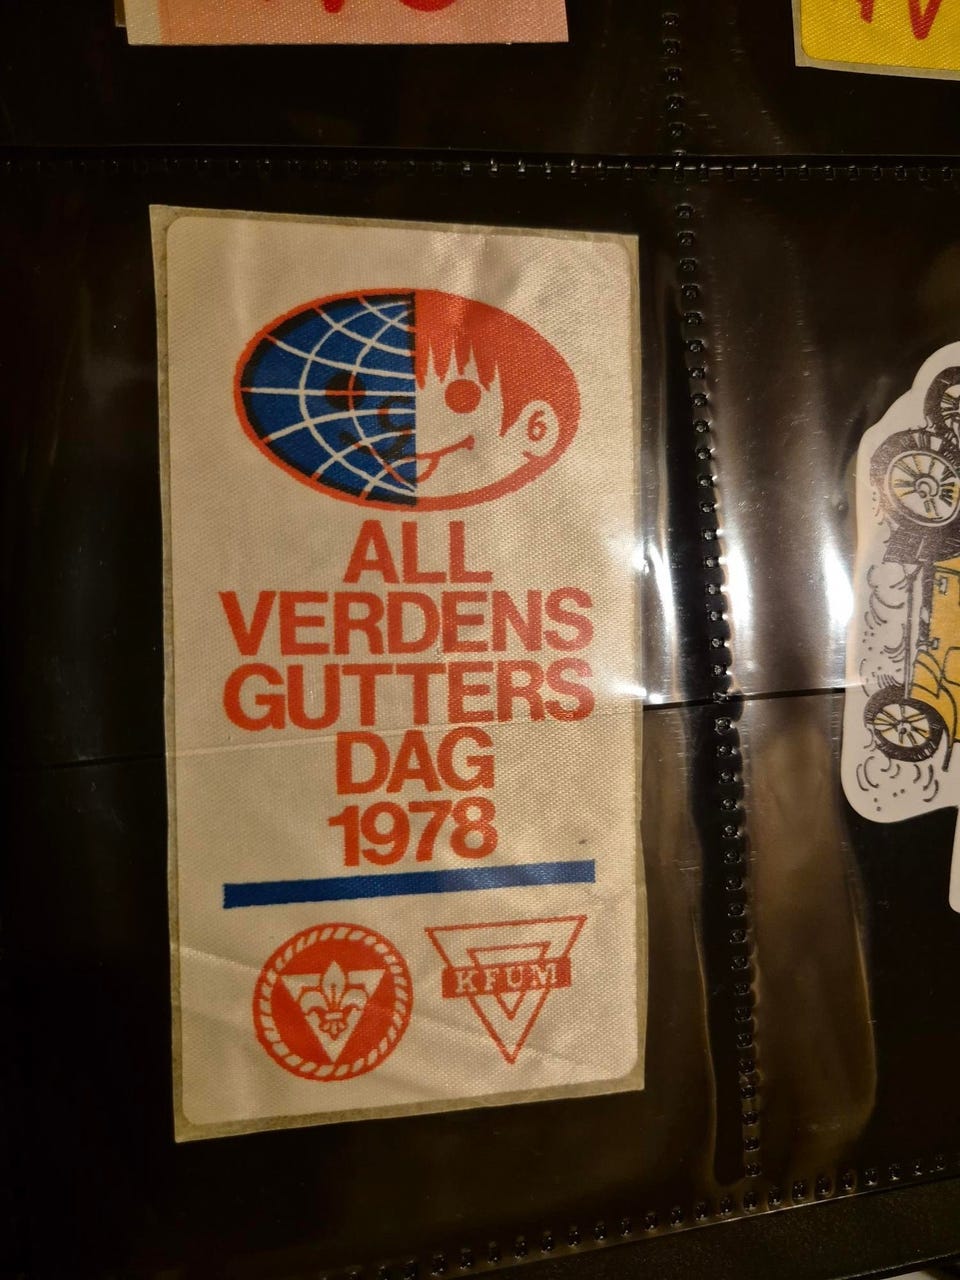 ALL
VERDENS
GUTTERS
DAG
1978
KFUM